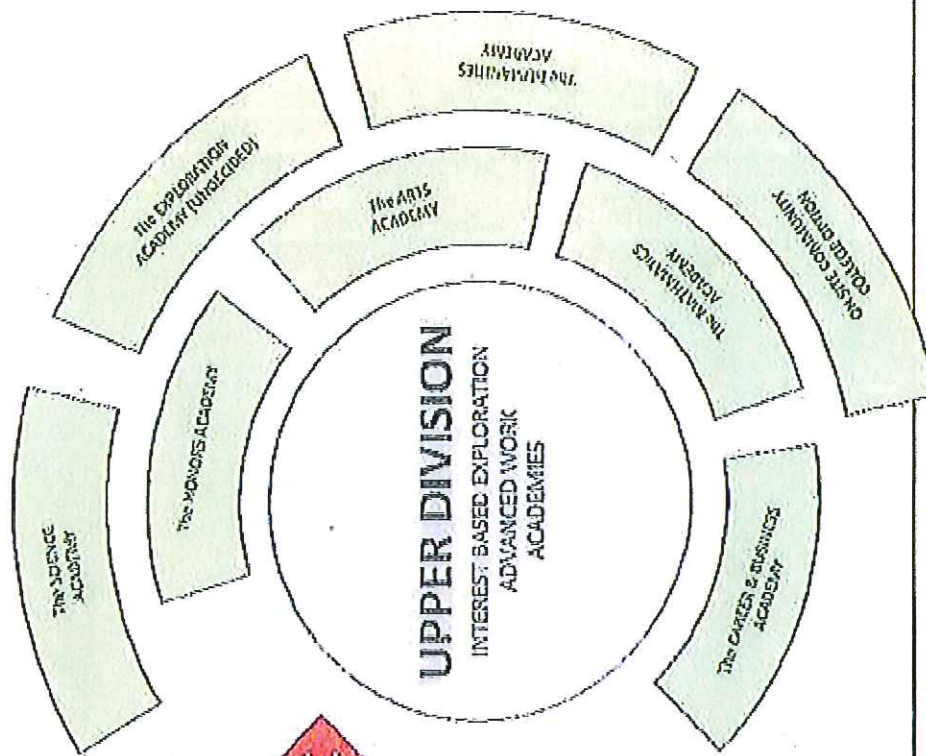 UPPER DIVISION
INTEREST BASED EXPLORATION
ADVANCED WORK
ACADEMIES
The SCIENCE
ACADEMY
The HONORS ACADEMY
The EXPLORATION
ACADEMY (UNDECIDED)
The ARTS
ACADEMY
The HUMANITIES
ACADEMY
The MATHAMATICS
ACADEMY
ON SITE COMMUNITY
COLLEGE OPTION
The CAREER & BUSINESS
ACADEMY